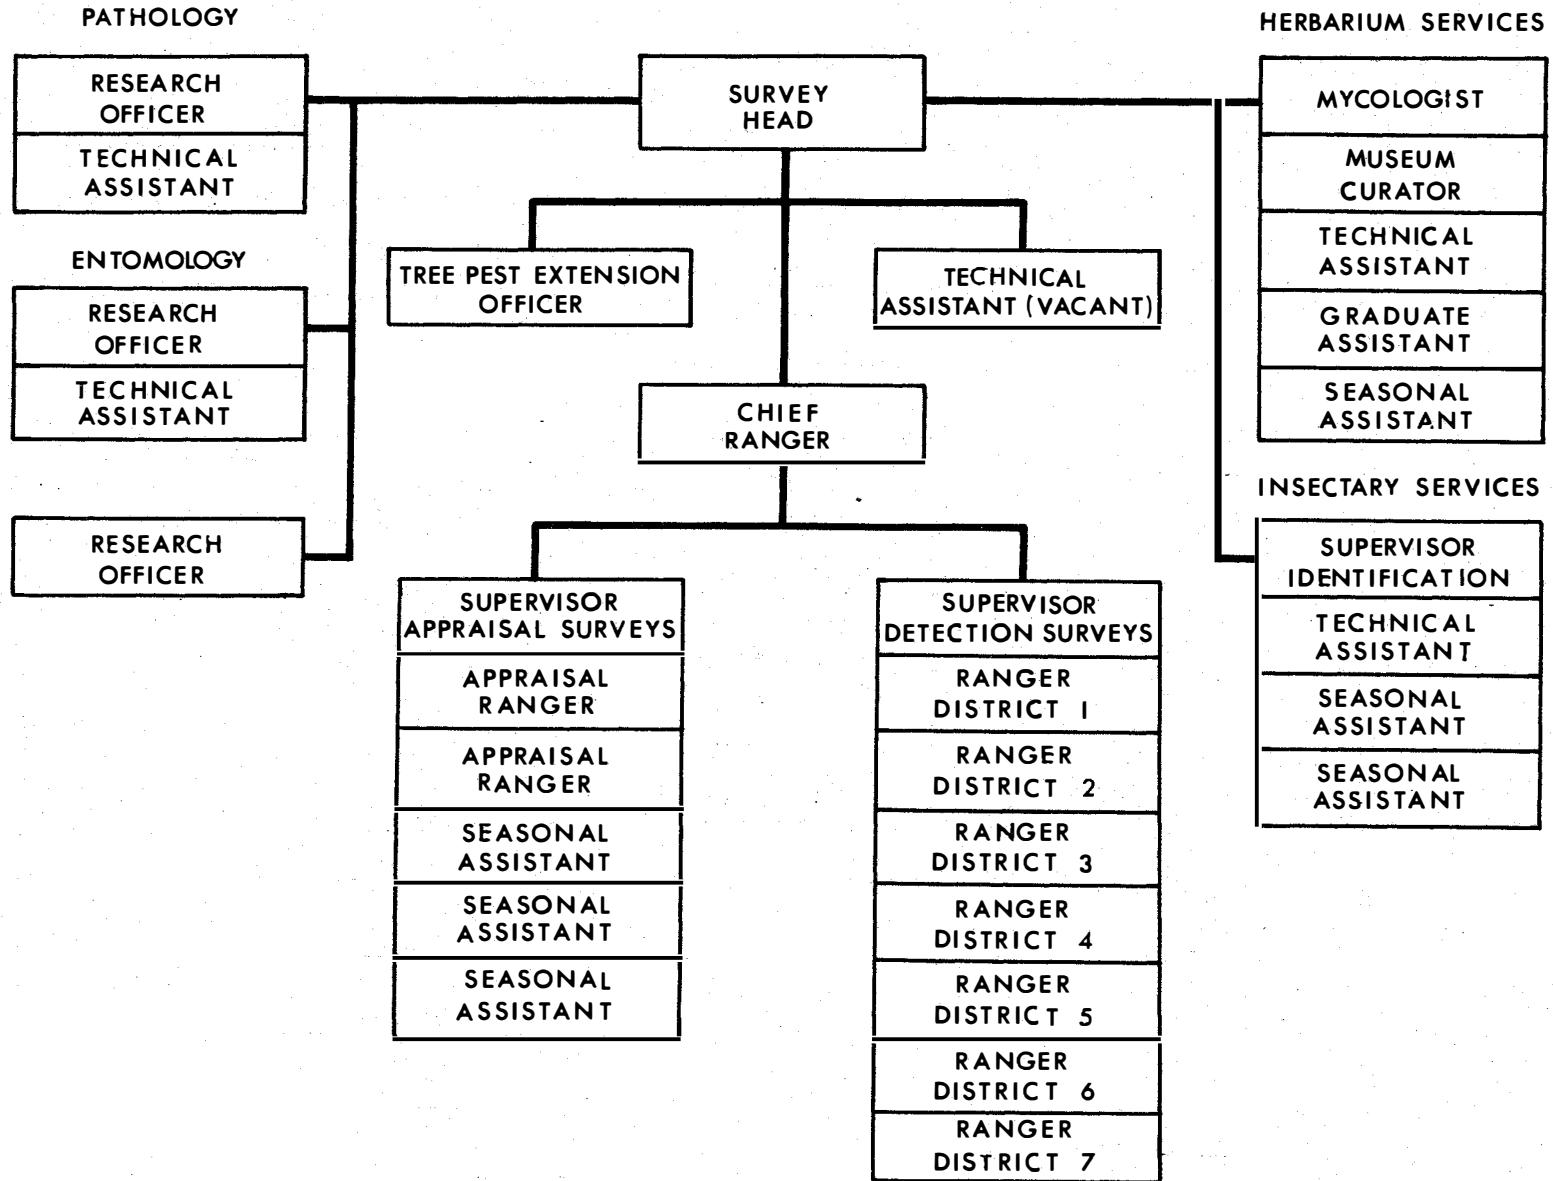 PATHOLOGY
RESEARCH
OFFICER
TECHNICAL
ASSISTANT
ENTOMOLOGY
RESEARCH
OFFICER
TECHNICAL
ASSISTANT
RESEARCH
OFFICER
SURVEY
HEAD
TREE PEST EXTENSION
OFFICER
TECHNICAL
ASSISTANT (VACANT)
CHIEF
RANGER
SUPERVISOR
APPRAISAL SURVEYS
APPRAISAL
RANGER
APPRAISAL
RANGER
SEASONAL
ASSISTANT
SEASONAL
ASSISTANT
SEASONAL
ASSISTANT
SUPERVISOR
DETECTION SURVEYS
RANGER
DISTRICT 1
RANGER
DISTRICT 2
RANGER
DISTRICT 3
RANGER
DISTRICT 4
RANGER
DISTRICT 5
RANGER
DISTRICT 6
RANGER
DISTRICT 7
HERBARIUM SERVICES
MYCOLOGIST
MUSEUM
CURATOR
TECHNICAL
ASSISTANT
GRADUATE
ASSISTANT
SEASONAL
ASSISTANT
INSECTARY SERVICES
SUPERVISOR
IDENTIFICATION
TECHNICAL
ASSISTANT
SEASONAL
ASSISTANT
SEASONAL
ASSISTANT